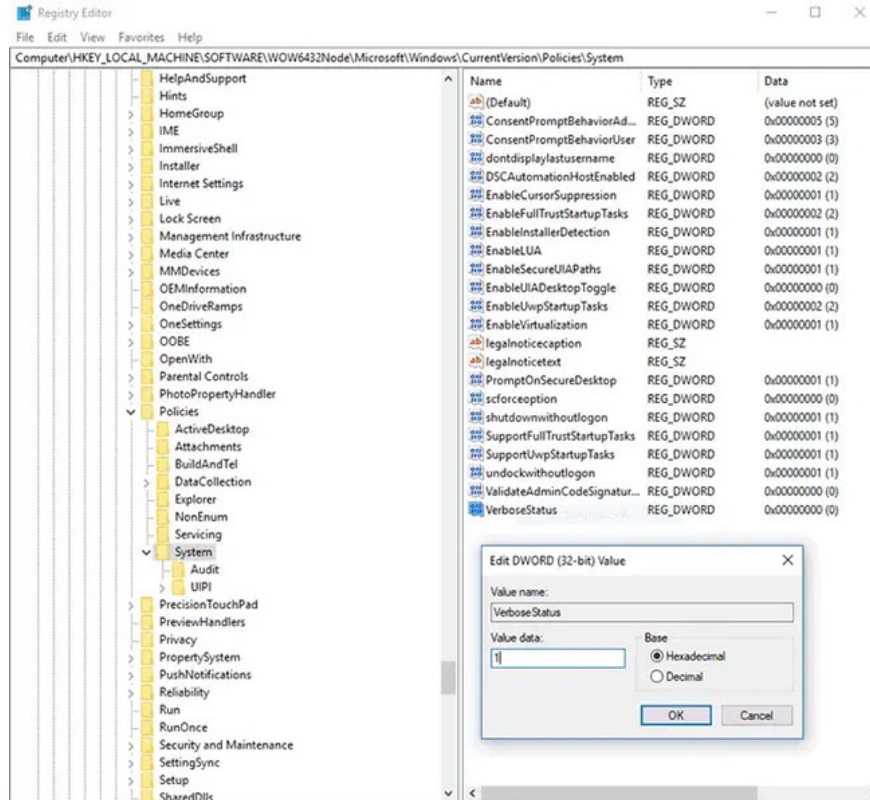 Registry Editor
File Edit View Favorites Help
Computer\HKEY_LOCAL_MACHINE\SOFTWARE\WOW6432Node\Microsoft\Windows\CurrentVersion\Policies\System
HelpAndSupport
Hints
HomeGroup
IME
ImmersiveShell
Installer
Internet Settings
Live
Lock Screen
Management Infrastructure
Media Center
MMDevices
OEMInformation
OneDriveRamps
OneSettings
OOBE
OpenWith
Parental Controls
PhotoPropertyHandler
Policies
ActiveDesktop
Attachments
BuildAndTel
DataCollection
Explorer
NonEnum
Servicing
System
Audit
UIPI
PrecisionTouchPad
PreviewHandlers
Privacy
PropertySystem
PushNotifications
Reliability
Run
RunOnce
Security and Maintenance
SettingSync
Setup
SharedDlls
Name Type Data
ab (Default) REG_SZ (value not set)
ConsentPromptBehaviorAd... REG_DWORD 0x00000005 (5)
ConsentPromptBehaviorUser REG_DWORD 0x00000003 (3)
dontdisplaylastusername REG_DWORD 0x00000000 (0)
DSCAutomationHostEnabled REG_DWORD 0x00000002 (2)
EnableCursorSuppression REG_DWORD 0x00000001 (1)
EnableFullTrustStartupTasks REG_DWORD 0x00000002 (2)
EnableInstallerDetection REG_DWORD 0x00000001 (1)
EnableLUA REG_DWORD 0x00000001 (1)
EnableSecureUIAPaths REG_DWORD 0x00000001 (1)
EnableUIADesktopToggle REG_DWORD 0x00000000 (0)
EnableUwpStartupTasks REG_DWORD 0x00000002 (2)
EnableVirtualization REG_DWORD 0x00000001 (1)
ab legalnoticecaption REG_SZ
ab legalnoticetext REG_SZ
PromptOnSecureDesktop REG_DWORD 0x00000001 (1)
scforceoption REG_DWORD 0x00000000 (0)
shutdownwithoutlogon REG_DWORD 0x00000001 (1)
SupportFullTrustStartupTasks REG_DWORD 0x00000001 (1)
SupportUwpStartupTasks REG_DWORD 0x00000001 (1)
undockwithoutlogon REG_DWORD 0x00000001 (1)
ValidateAdminCodeSignatur... REG_DWORD 0x00000000 (0)
VerboseStatus REG_DWORD 0x00000000 (0)
Edit DWORD (32-bit) Value
Value name:
VerboseStatus
Value data:
1
Base
Hexadecimal
Decimal
OK Cancel